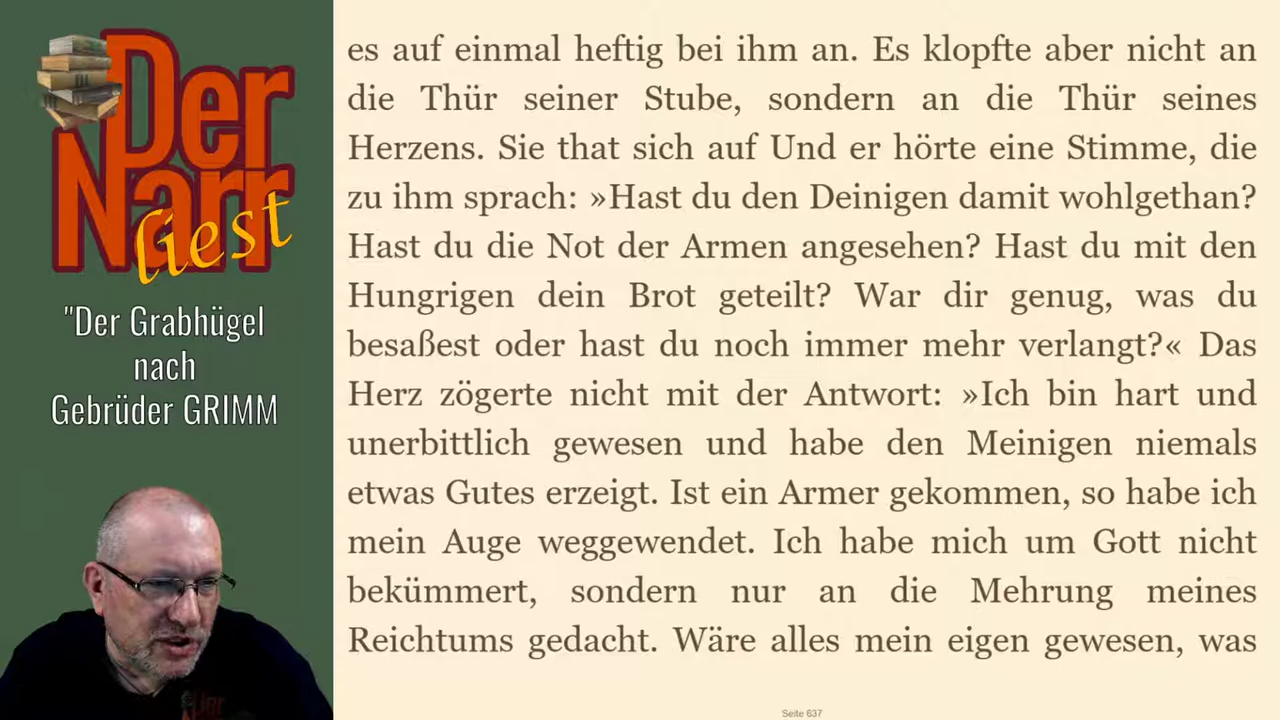 Der
Narr
liest
"Der Grabhügel
nach
Gebrüder GRIMM
es auf einmal heftig bei ihm an. Es klopfte aber nicht an
die Thür seiner Stube, sondern an die Thür seines
Herzens. Sie that sich auf Und er hörte eine Stimme, die
zu ihm sprach: »Hast du den Deinigen damit wohlgethan?
Hast du die Not der Armen angesehen? Hast du mit den
Hungrigen dein Brot geteilt? War dir genug, was du
besaßest oder hast du noch immer mehr verlangt?« Das
Herz zögerte nicht mit der Antwort: »Ich bin hart und
unerbittlich gewesen und habe den Meinigen niemals
etwas Gutes erzeigt. Ist ein Armer gekommen, so habe ich
mein Auge weggewendet. Ich habe mich um Gott nicht
bekümmert, sondern nur an die Mehrung meines
Reichtums gedacht. Wäre alles mein eigen gewesen, was
Seite 637